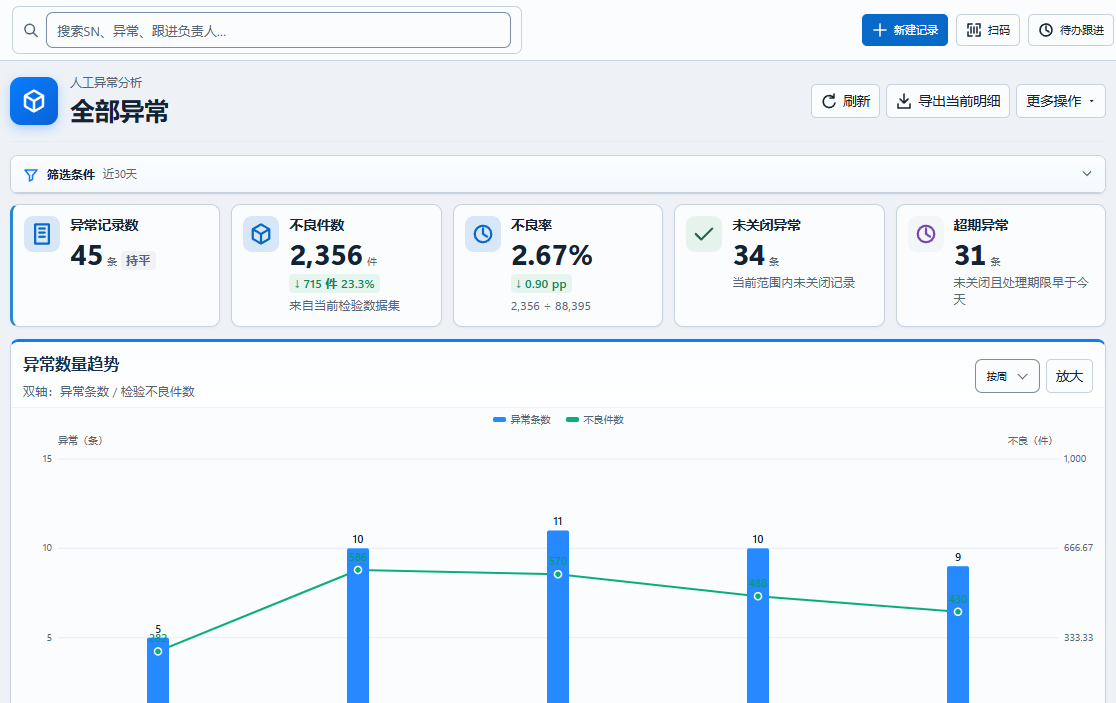 搜索SN、异常、跟进负责人...
新建记录
扫码
待办跟进
人工异常分析
全部异常
刷新
导出当前明细
更多操作
筛选条件 近30天
异常记录数
45 条 持平
不良件数
2,356 件
↓ 715 件 23.3%
来自当前检验数据集
不良率
2.67%
↓ 0.90 pp
2,356 ÷ 88,395
未关闭异常
34 条
当前范围内未关闭记录
超期异常
31 条
未关闭且处理期限早于今
天
异常数量趋势
双轴：异常条数 / 检验不良件数
按周
放大
异常条数 不良件数
异常（条）
不良（件）
15
1,000
11
10
10
10
666.67
9
586
570
488
430
5
5
282
333.33